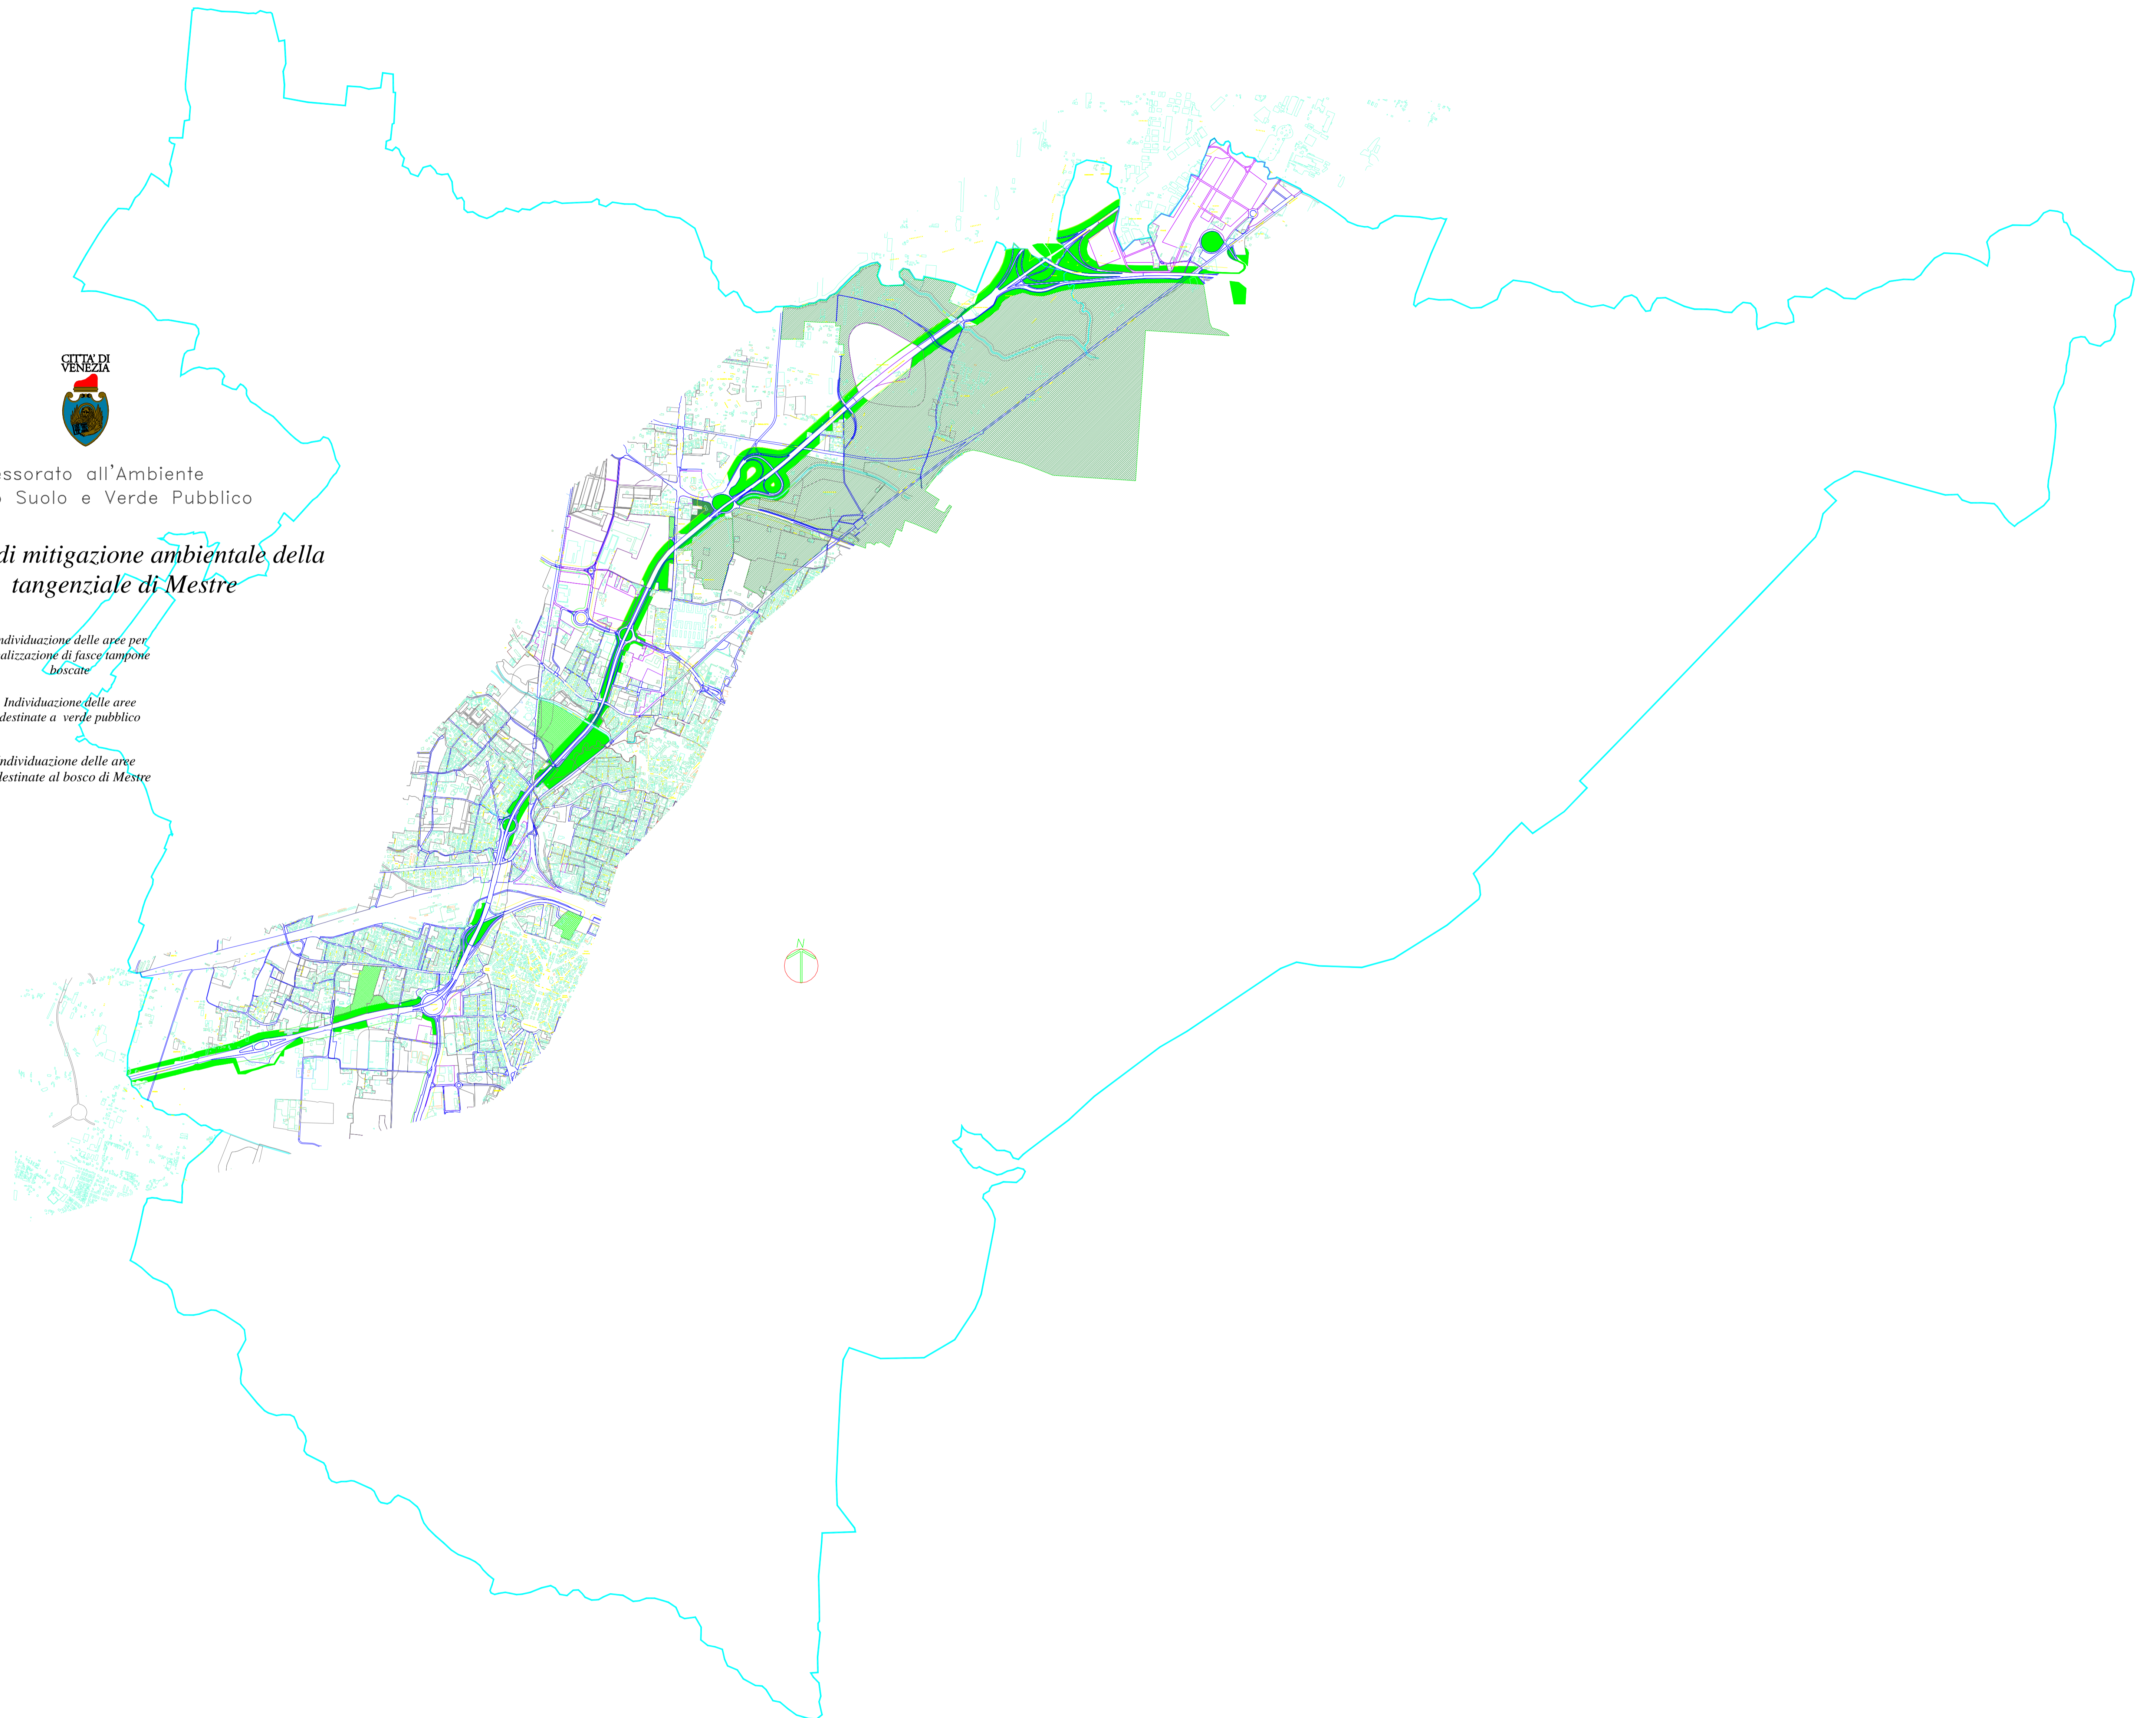 CITTA' DI
VENEZIA
essorato all'Ambiente
o Suolo e Verde Pubblico
di mitigazione ambientale della
tangenziale di Mestre
ndividuazione delle aree per
alizzazione di fasce tampone
boscate
Individuazione delle aree
destinate a verde pubblico
ndividuazione delle aree
destinate al bosco di Mestre
N